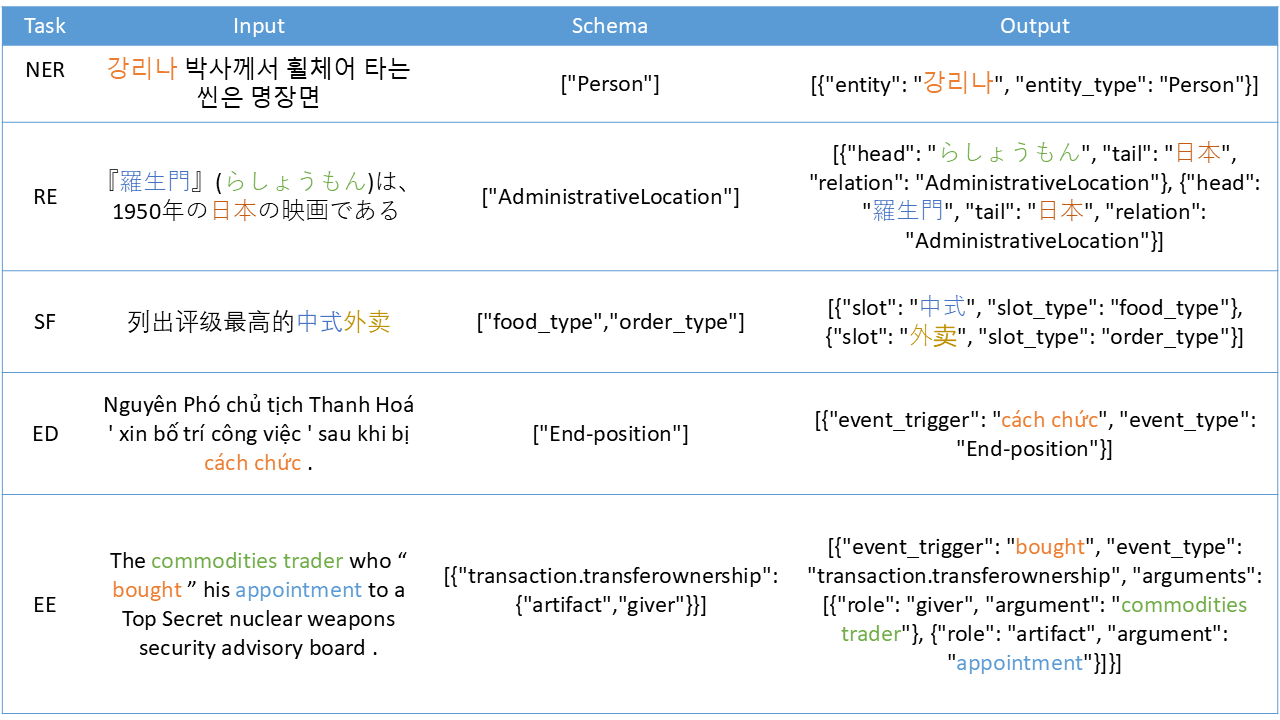 Task Input Schema Output
NER
강리나 박사께서 휠체어 타는
씬은 명장면
["Person"]
[{"entity": "강리나", "entity_type": "Person"}]
RE
『羅生門』(らしょうもん)は、
1950年の日本の映画である
["AdministrativeLocation"]
[{"head": "らしょうもん", "tail": "日本",
"relation": "AdministrativeLocation"}, {"head":
"羅生門", "tail": "日本", "relation":
"AdministrativeLocation"}]
SF
列出评级最高的中式外卖
["food_type","order_type"]
[{"slot": "中式", "slot_type": "food_type"},
{"slot": "外卖", "slot_type": "order_type"}]
ED
Nguyên Phó chủ tịch Thanh Hoá
' xin bố trí công việc ' sau khi bị
cách chức .
["End-position"]
[{"event_trigger": "cách chức", "event_type":
"End-position"}]
EE
The commodities trader who “
bought ” his appointment to a
Top Secret nuclear weapons
security advisory board .
[{"transaction.transferownership":
{"artifact","giver"}}]
[{"event_trigger": "bought", "event_type":
"transaction.transferownership", "arguments":
[{"role": "giver", "argument": "commodities
trader"}, {"role": "artifact", "argument":
"appointment"}]}]